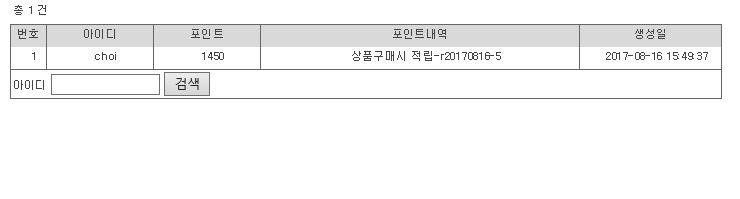 총 1 건
번호 아이디 포인트 포인트내역 생성일
1 choi 1450 상품구매시 적립-r20170816-5 2017-08-16 15:49:37
아이디 검색